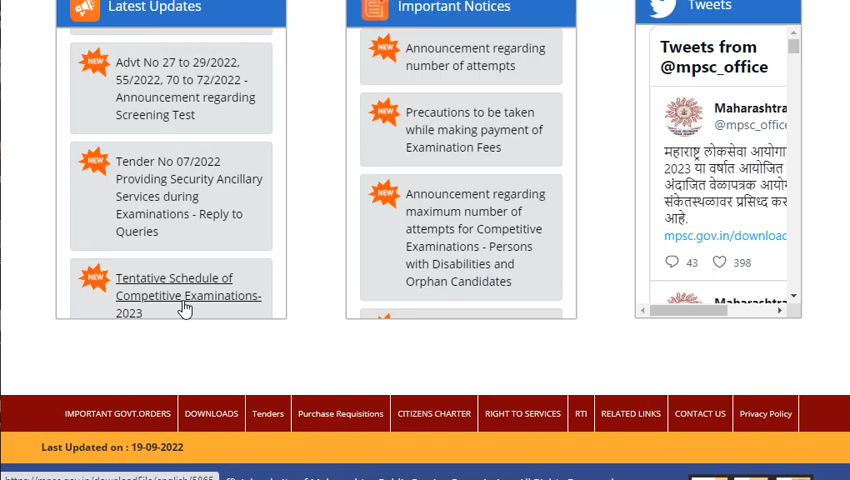 Latest Updates
NEW
Advt No 27 to 29/2022,
55/2022, 70 to 72/2022 -
Announcement regarding
Screening Test
NEW
Tender No 07/2022
Providing Security Ancillary
Services during
Examinations - Reply to
Queries
NEW
Tentative Schedule of
Competitive Examinations-
2023
Important Notices
NEW
Announcement regarding
number of attempts
NEW
Precautions to be taken
while making payment of
Examination Fees
NEW
Announcement regarding
maximum number of
attempts for Competitive
Examinations - Persons
with Disabilities and
Orphan Candidates
Tweets
Tweets from
@mpsc_office
Maharashtra
@mpsc_office
महाराष्ट्र लोकसेवा आयोगा
2023 या वर्षात आयोजित
अंदाजित वेळापत्रक आयो
संकेतस्थळावर प्रसिध्द कर
आहे.
mpsc.gov.in/download
43 398
Maharashtra
IMPORTANT GOVT.ORDERS DOWNLOADS Tenders Purchase Requisitions CITIZENS CHARTER RIGHT TO SERVICES RTI RELATED LINKS CONTACT US Privacy Policy
Last Updated on : 19-09-2022